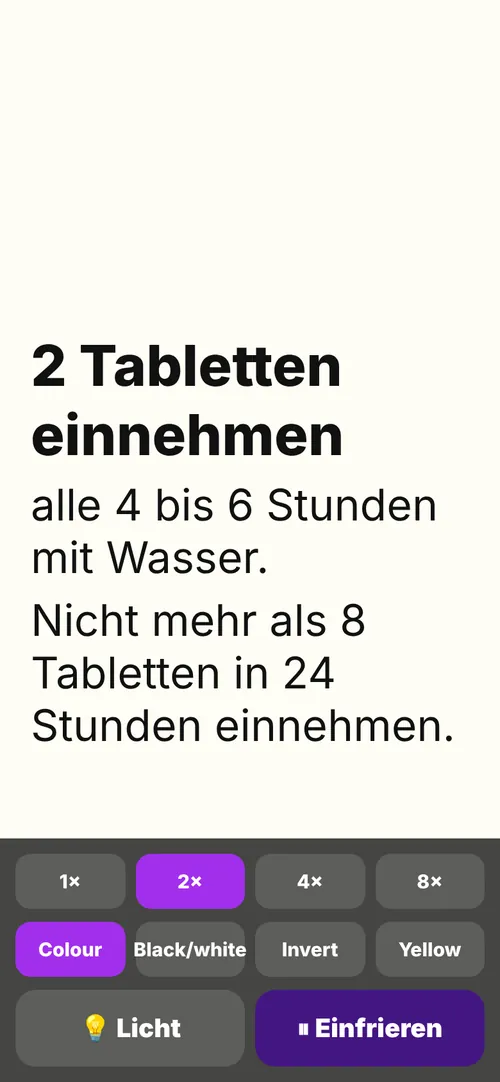 2 Tabletten
einnehmen
alle 4 bis 6 Stunden
mit Wasser.
Nicht mehr als 8
Tabletten in 24
Stunden einnehmen.
1× 2× 4× 8×
Colour Black/white Invert Yellow
💡 Licht ⏸ Einfrieren